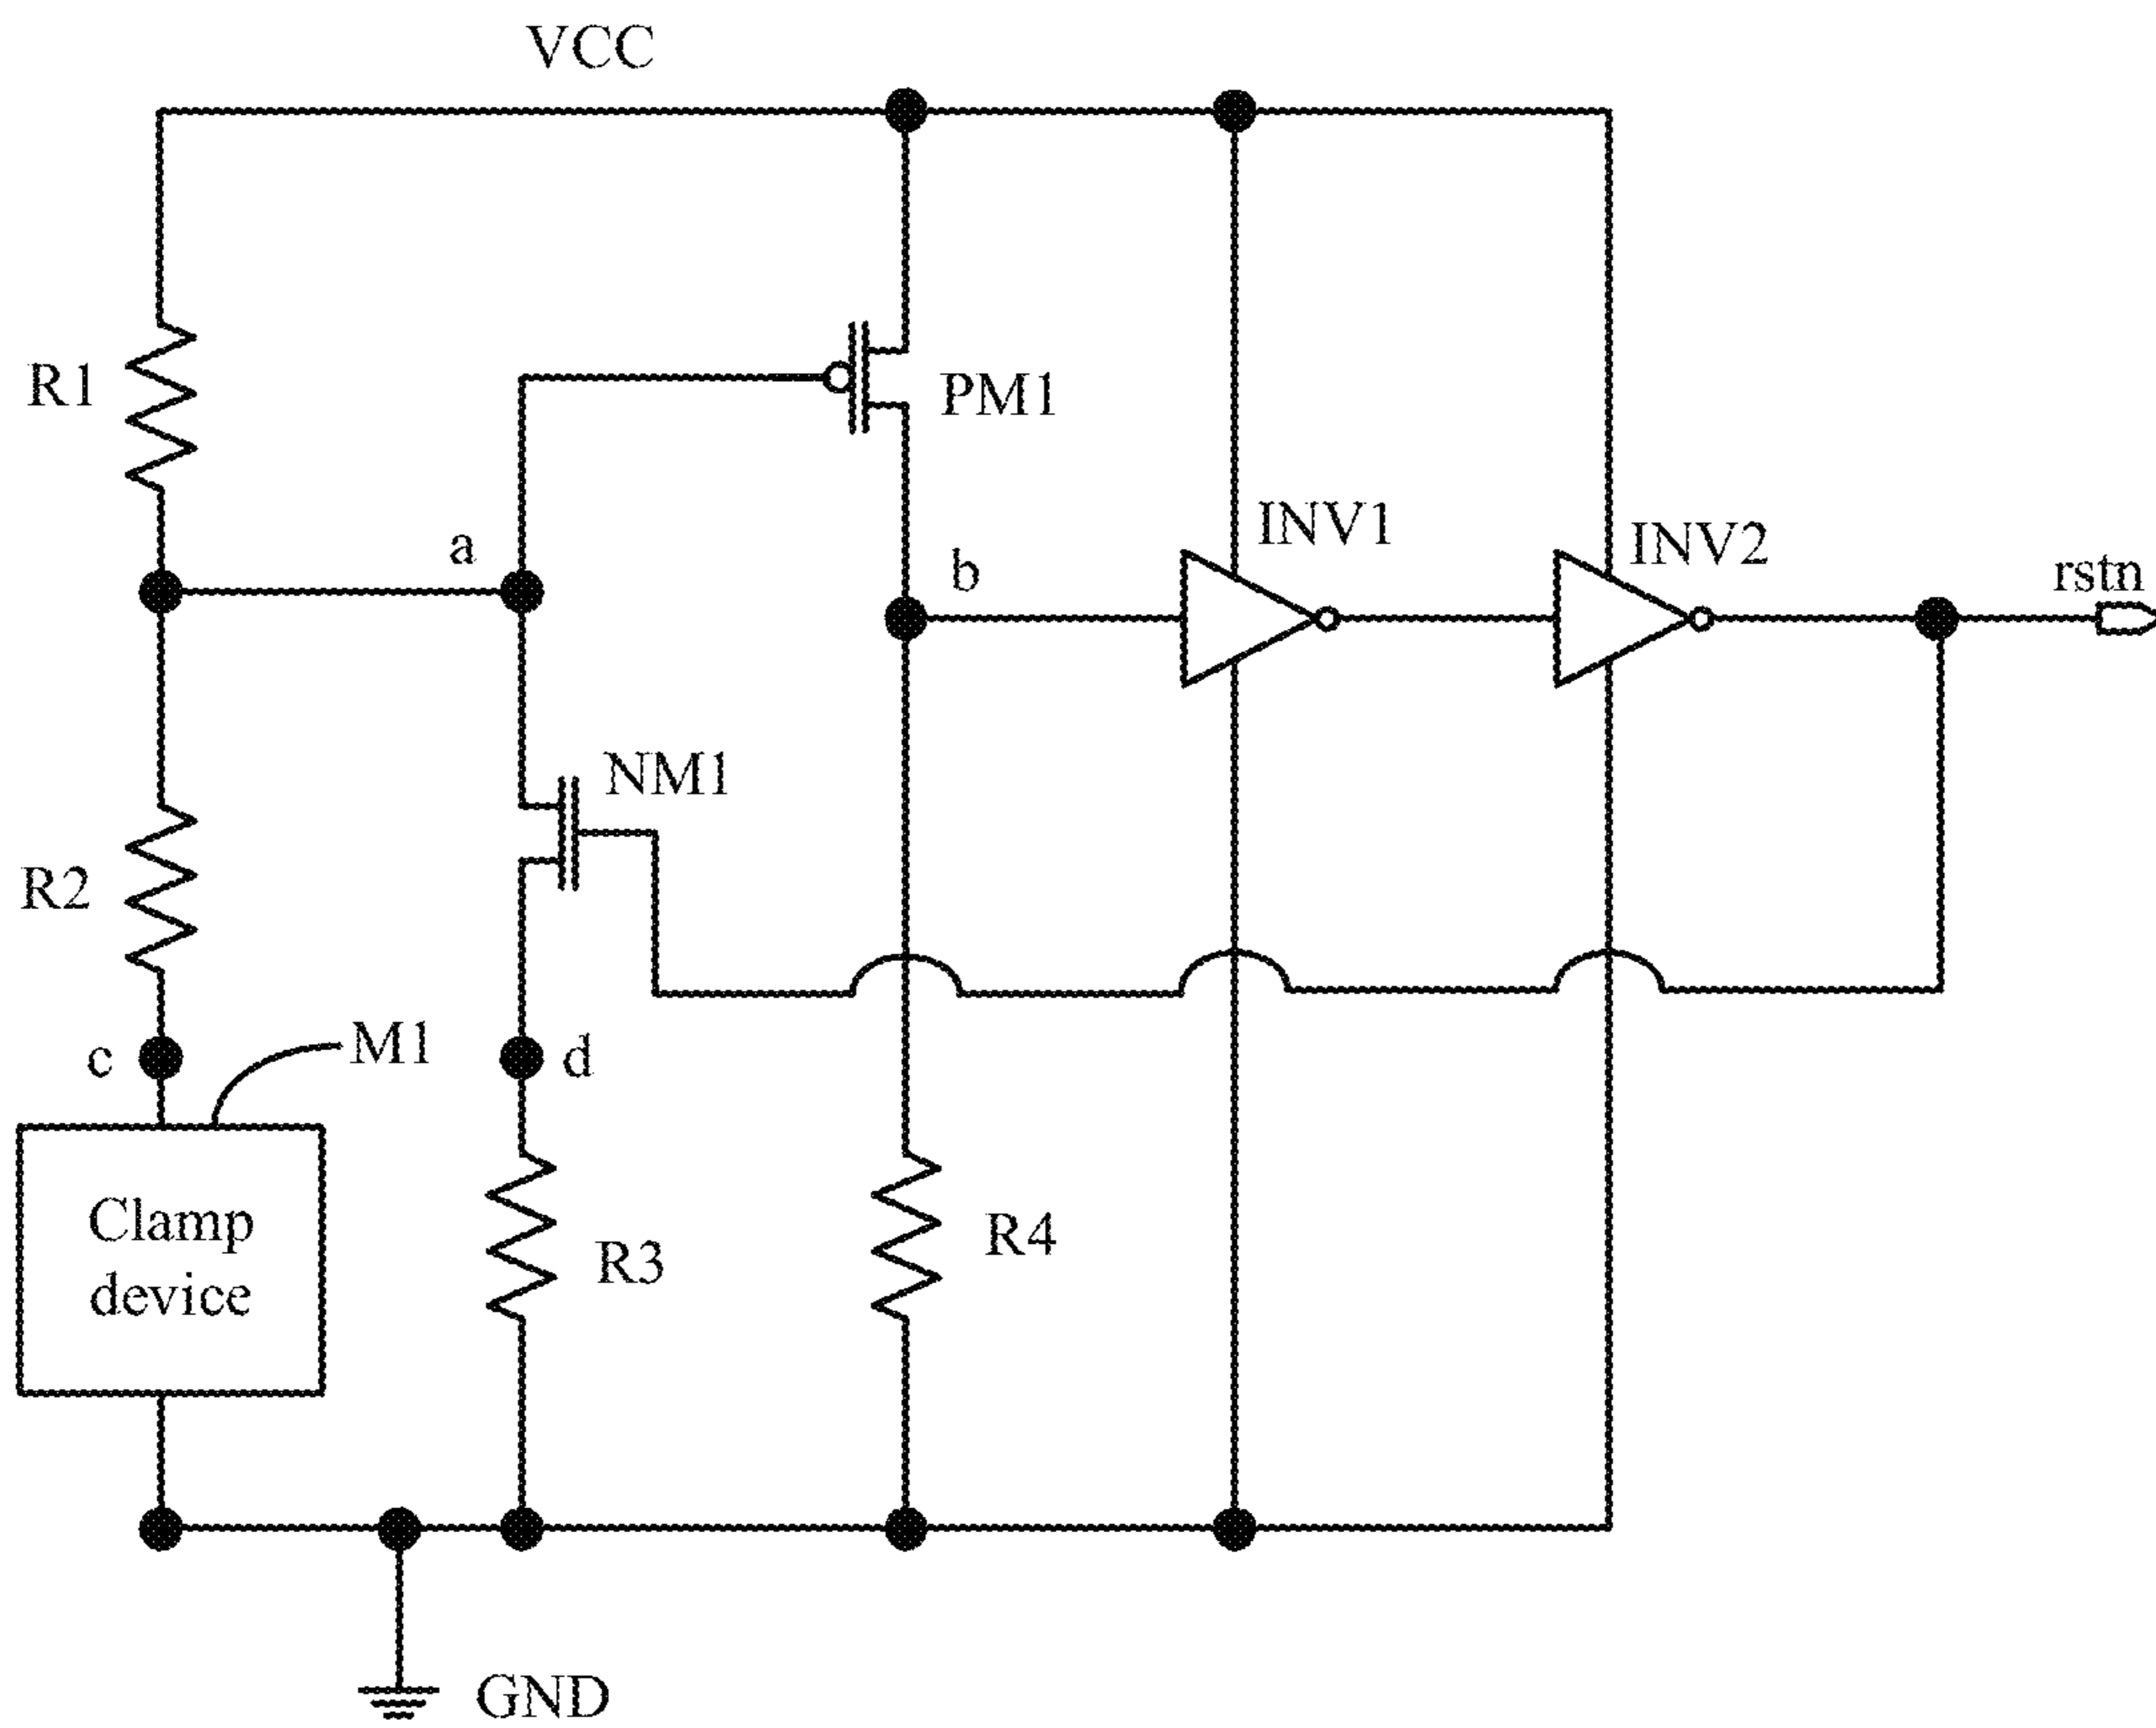 VCC
R1
PM1
a
b
INV1
INV2
rstn
NM1
R2
c
M1
d
Clamp
device
R3
R4
GND